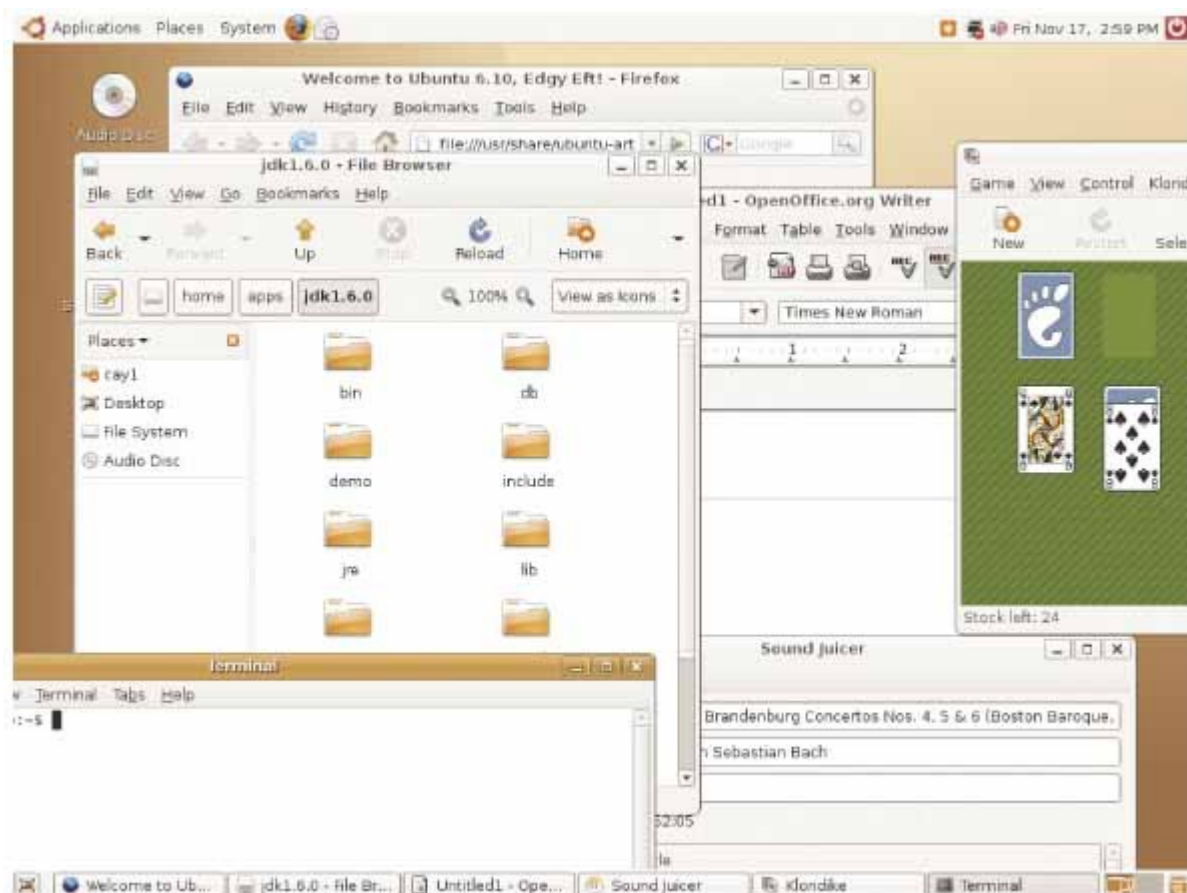 Applications Places System
Fri Nov 17, 2:59 PM
Audio Disc
Welcome to Ubuntu 6.10, Edgy Eft! - Firefox
File Edit View History Bookmarks Tools Help
file:///usr/share/ubuntu-art
Google
jdk1.6.0 - File Browser
File Edit View Go Bookmarks Help
Back Forward Up Stop Reload Home
home apps jdk1.6.0 100% View as Icons
Places
cay1
Desktop
File System
Audio Disc
bin db
demo include
jre lib
d1 - OpenOffice.org Writer
Format Table Tools Window
Times New Roman
1 2
Game View Control Klond
New Restart Sele
Stock left: 24
Terminal
Terminal Tabs Help
:~$
Sound Juicer
Brandenburg Concertos Nos. 4, 5 & 6 (Boston Baroque,
n Sebastian Bach
52:05
Welcome to Ub... jdk1.6.0 - File Br... Untitled1 - Ope... Sound Juicer Klondike Terminal